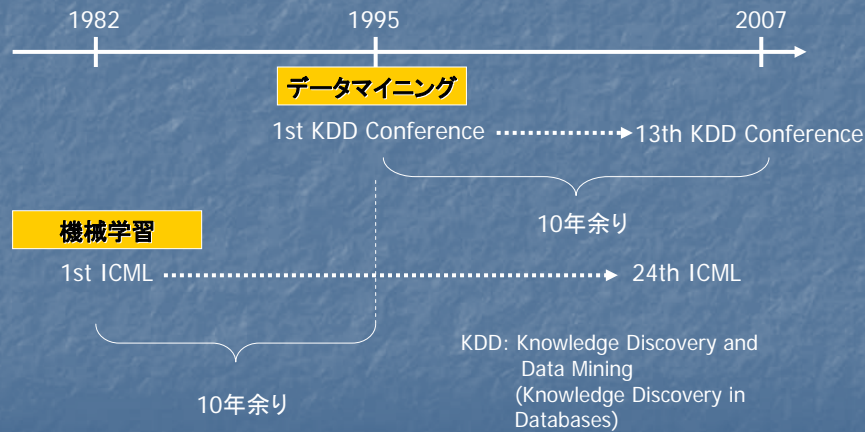 1982
1995
2007
データマイニング
1st KDD Conference
13th KDD Conference
10年余り
機械学習
1st ICML
24th ICML
10年余り
KDD: Knowledge Discovery and
Data Mining
(Knowledge Discovery in
Databases)